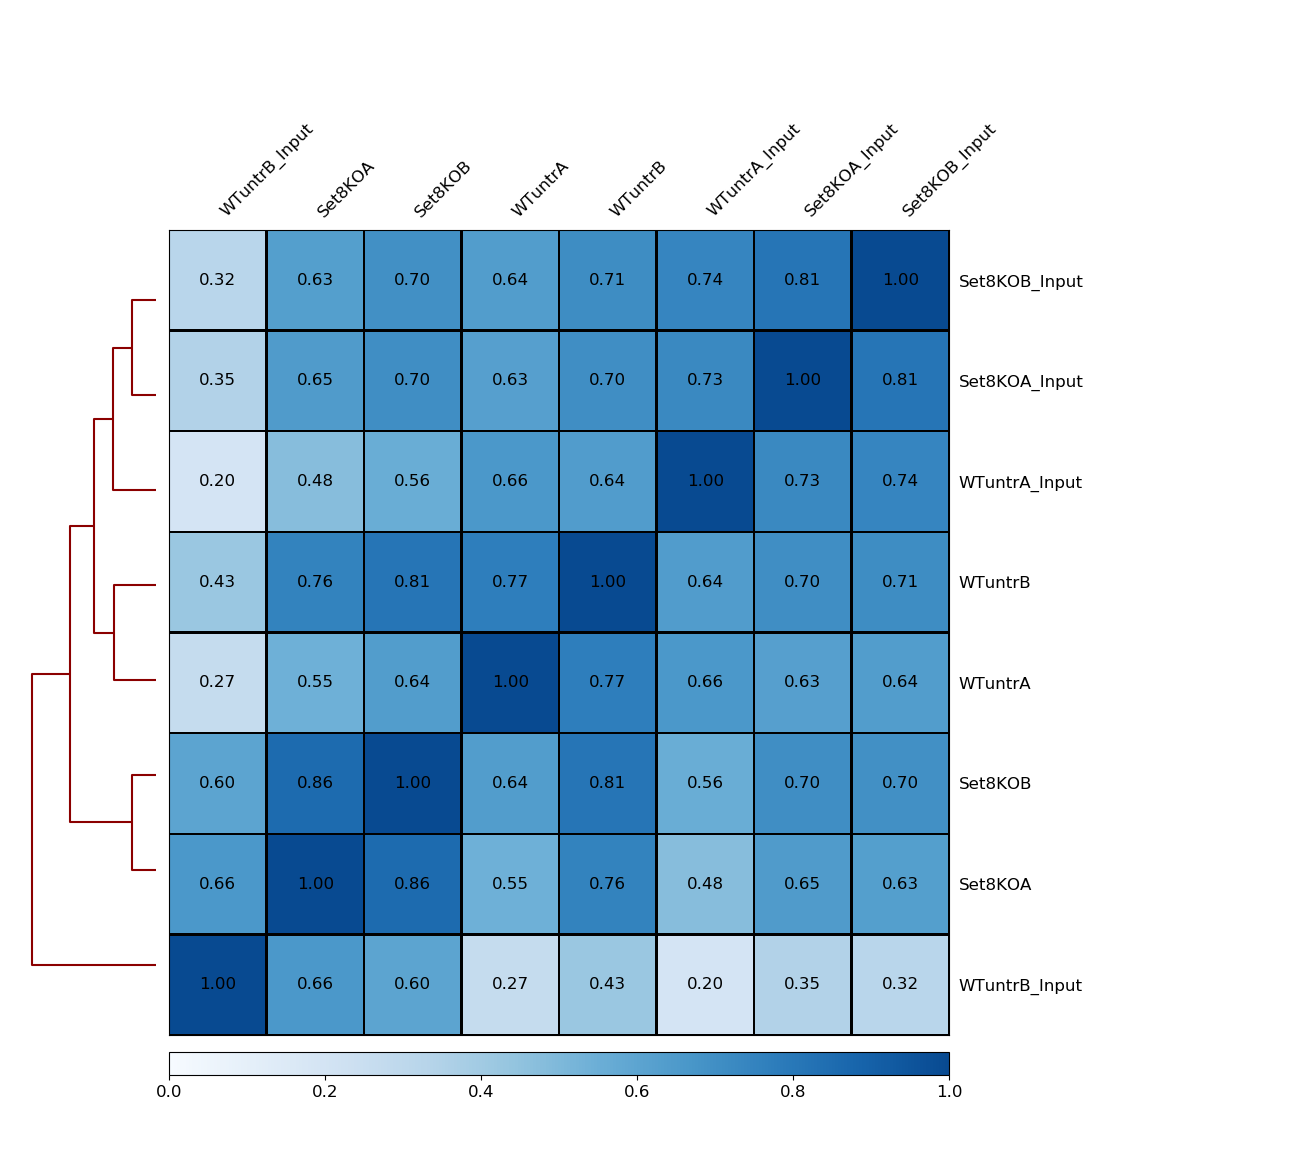 WTuntrB_Input Set8KOA Set8KOB WTuntrA WTuntrB WTuntrA_Input Set8KOA_Input Set8KOB_Input
0.32 0.63 0.70 0.64 0.71 0.74 0.81 1.00 Set8KOB_Input
0.35 0.65 0.70 0.63 0.70 0.73 1.00 0.81 Set8KOA_Input
0.20 0.48 0.56 0.66 0.64 1.00 0.73 0.74 WTuntrA_Input
0.43 0.76 0.81 0.77 1.00 0.64 0.70 0.71 WTuntrB
0.27 0.55 0.64 1.00 0.77 0.66 0.63 0.64 WTuntrA
0.60 0.86 1.00 0.64 0.81 0.56 0.70 0.70 Set8KOB
0.66 1.00 0.86 0.55 0.76 0.48 0.65 0.63 Set8KOA
1.00 0.66 0.60 0.27 0.43 0.20 0.35 0.32 WTuntrB_Input
0.0 0.2 0.4 0.6 0.8 1.0